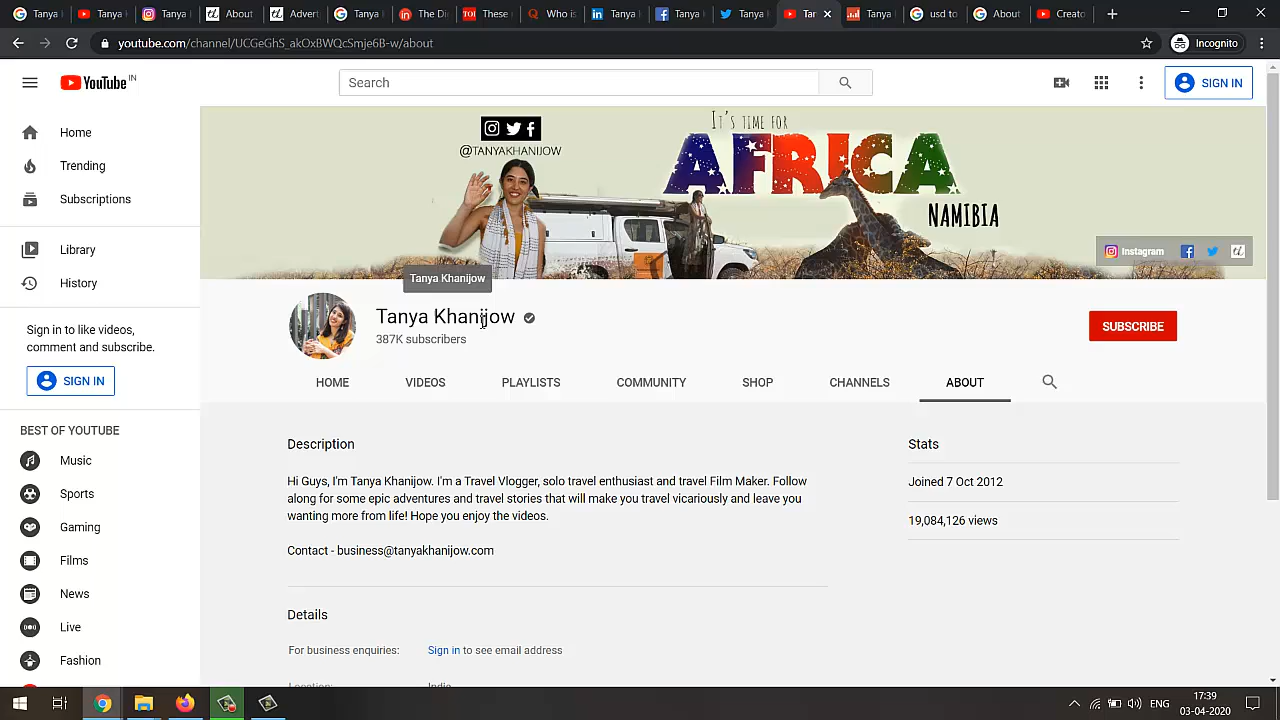 Tanya
Tanya
Tanya
About
Advert
Tanya
The Di
These
Who is
Tanya
Tanya
Tanya
Tan
Tanya
usd to
About
Creato
youtube.com/channel/UCGeGhS_akOxBWQcSmje6B-w/about
Incognito
YouTube IN
Search
SIGN IN
Home
Trending
Subscriptions
Library
History
Sign in to like videos,
comment and subscribe.
SIGN IN
BEST OF YOUTUBE
Music
Sports
Gaming
Films
News
Live
Fashion
@TANYAKHANIJOW
IT'S TIME FOR
AFRICA
NAMIBIA
Instagram
Tanya Khanijow
Tanya Khanijow
387K subscribers
SUBSCRIBE
HOME VIDEOS PLAYLISTS COMMUNITY SHOP CHANNELS ABOUT
Description
Hi Guys, I'm Tanya Khanijow. I'm a Travel Vlogger, solo travel enthusiast and travel Film Maker. Follow
along for some epic adventures and travel stories that will make you travel vicariously and leave you
wanting more from life! Hope you enjoy the videos.
Contact - business@tanyakhanijow.com
Details
For business enquiries: Sign in to see email address
Location: India
Stats
Joined 7 Oct 2012
19,084,126 views
ENG
17:39
03-04-2020